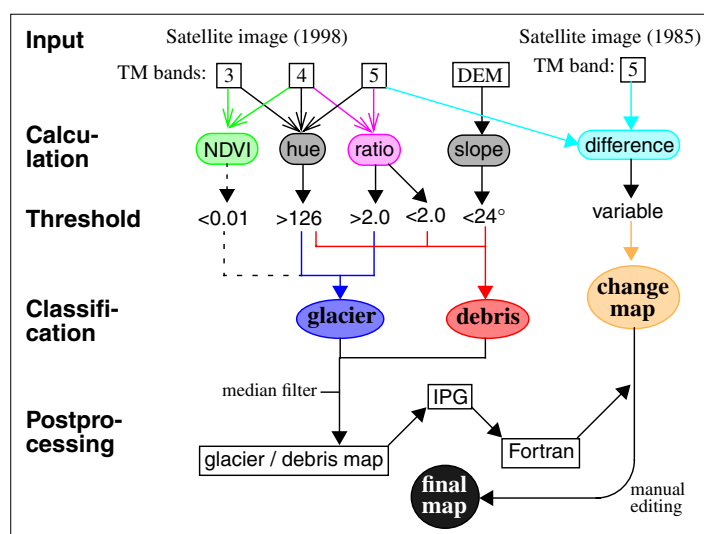 Input
Satellite image (1998)
Satellite image (1985)
TM bands: 3 4 5
DEM
TM band: 5
Calcu-
lation
NDVI
hue
ratio
slope
difference
Threshold
<0.01
>126
>2.0
<2.0
<24°
variable
Classifi-
cation
glacier
debris
change
map
median filter
Postpro-
cessing
IPG
glacier / debris map
Fortran
final
map
manual
editing